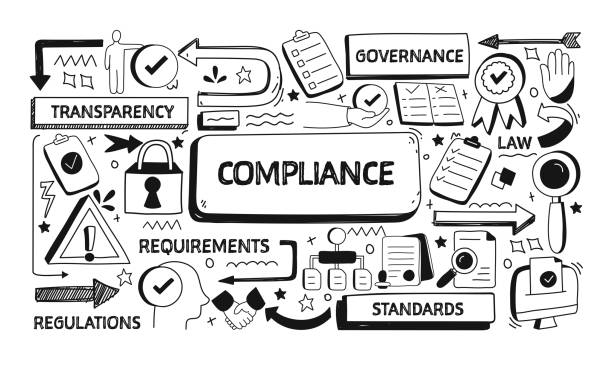 GOVERNANCE
TRANSPARENCY
LAW
COMPLIANCE
REQUIREMENTS
STANDARDS
REGULATIONS